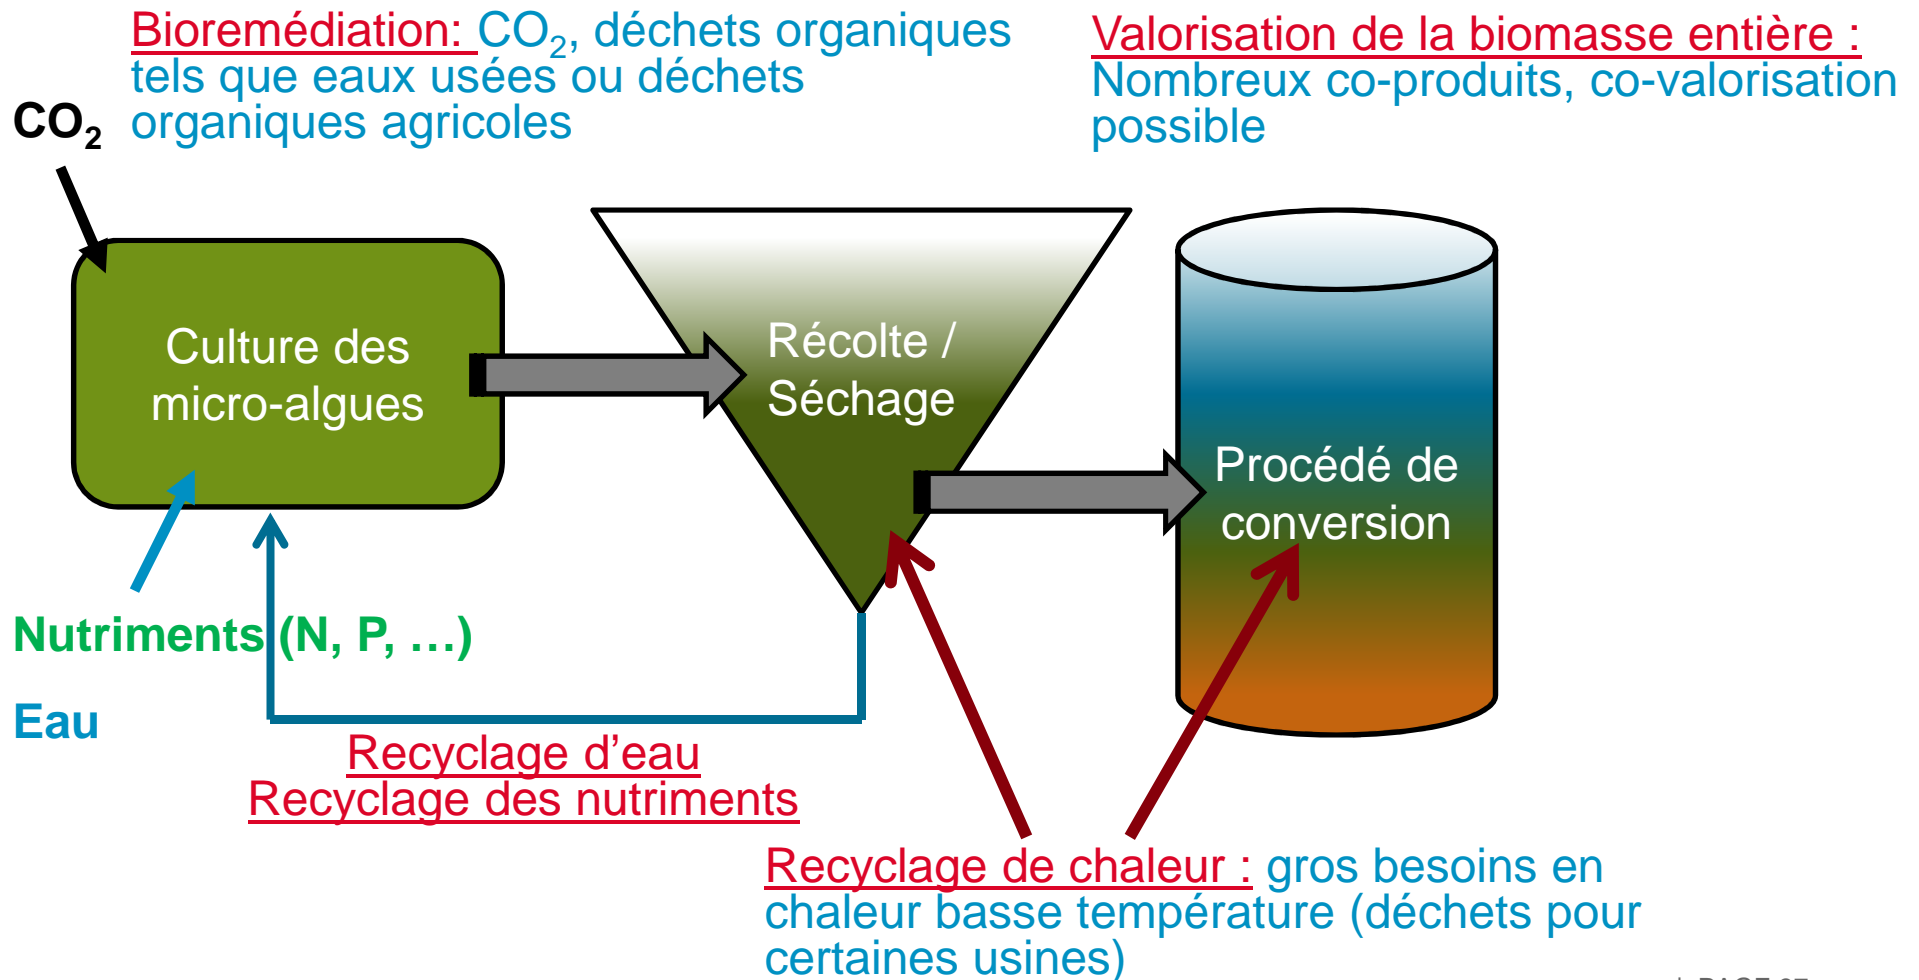 Bioremédiation: CO₂, déchets organiques
tels que eaux usées ou déchets
organiques agricoles
Valorisation de la biomasse entière :
Nombreux co-produits, co-valorisation
possible
CO₂
Culture des
micro-algues
Récolte /
Séchage
Procédé de
conversion
Nutriments (N, P, …)
Eau
Recyclage d’eau
Recyclage des nutriments
Recyclage de chaleur : gros besoins en
chaleur basse température (déchets pour
certaines usines)